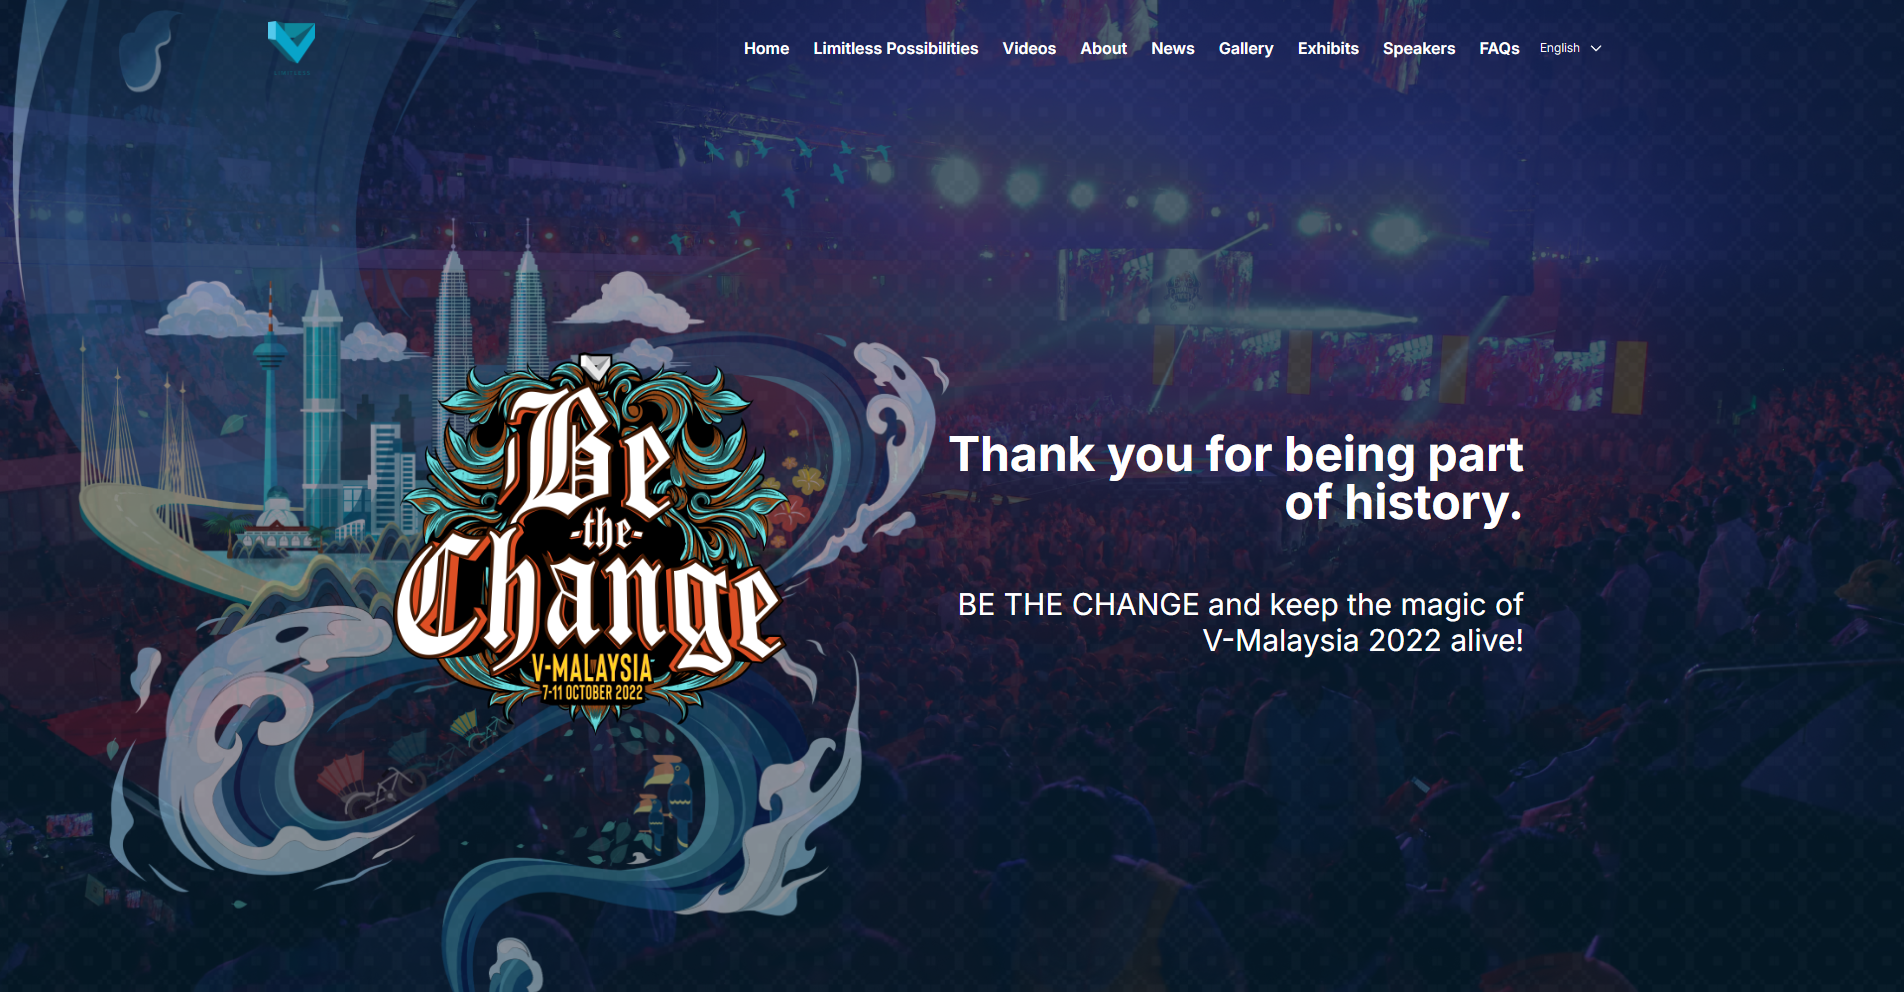 Home Limitless Possibilities Videos About News Gallery Exhibits Speakers FAQs English
Be
-the-
Change
V-MALAYSIA
7-11 OCTOBER 2022
Thank you for being part
of history.
BE THE CHANGE and keep the magic of
V-Malaysia 2022 alive!